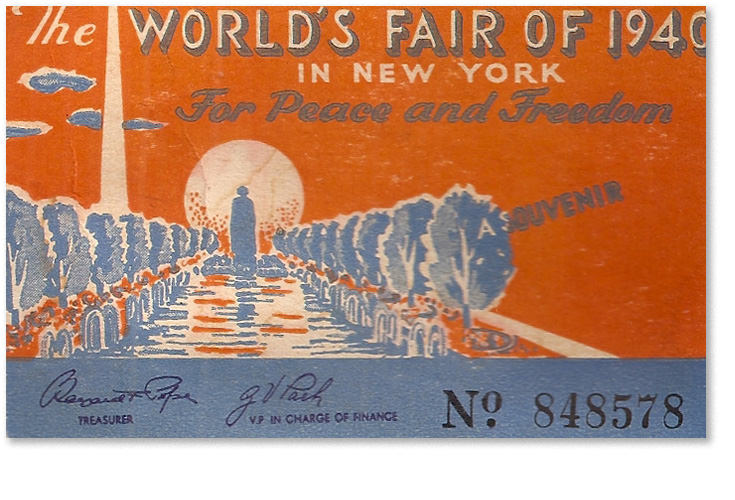 The WORLD'S FAIR OF 1940
IN NEW YORK
For Peace and Freedom
A SOUVENIR
TREASURER
V.P IN CHARGE OF FINANCE
Nº 848578